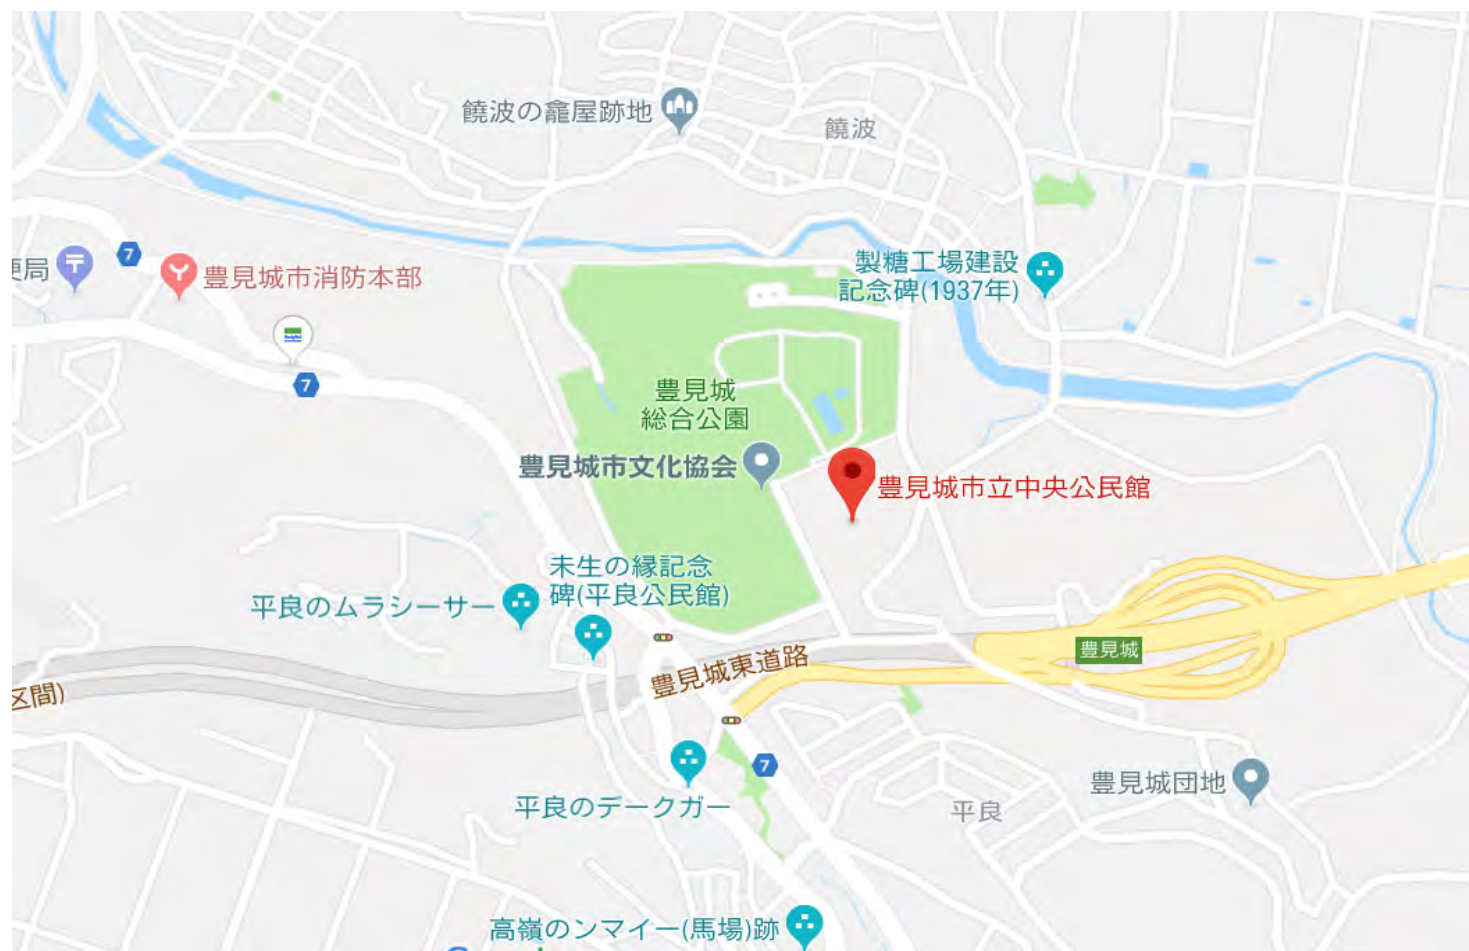 饒波の龕屋跡地
饒波
7
便局
豊見城市消防本部
製糖工場建設
記念碑(1937年)
7
豊見城
総合公園
豊見城市文化協会
豊見城市立中央公民館
未生の縁記念
碑(平良公民館)
平良のムラシーサー
豊見城
豊見城東道路
区間)
7
豊見城団地
平良のデークガー
平良
高嶺のンマイー(馬場)跡